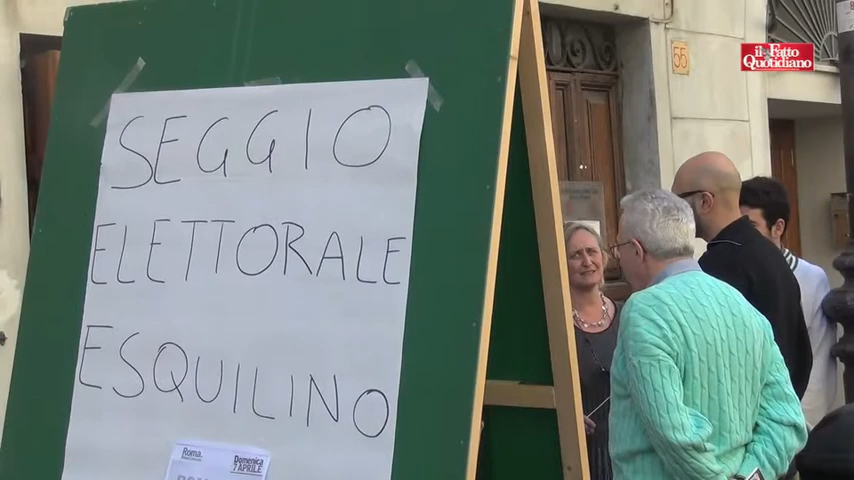 SEGGIO
ELETTORALE
ESQUILINO
Roma.
Domenica
7 APRILE
55
il Fatto
Quotidiano